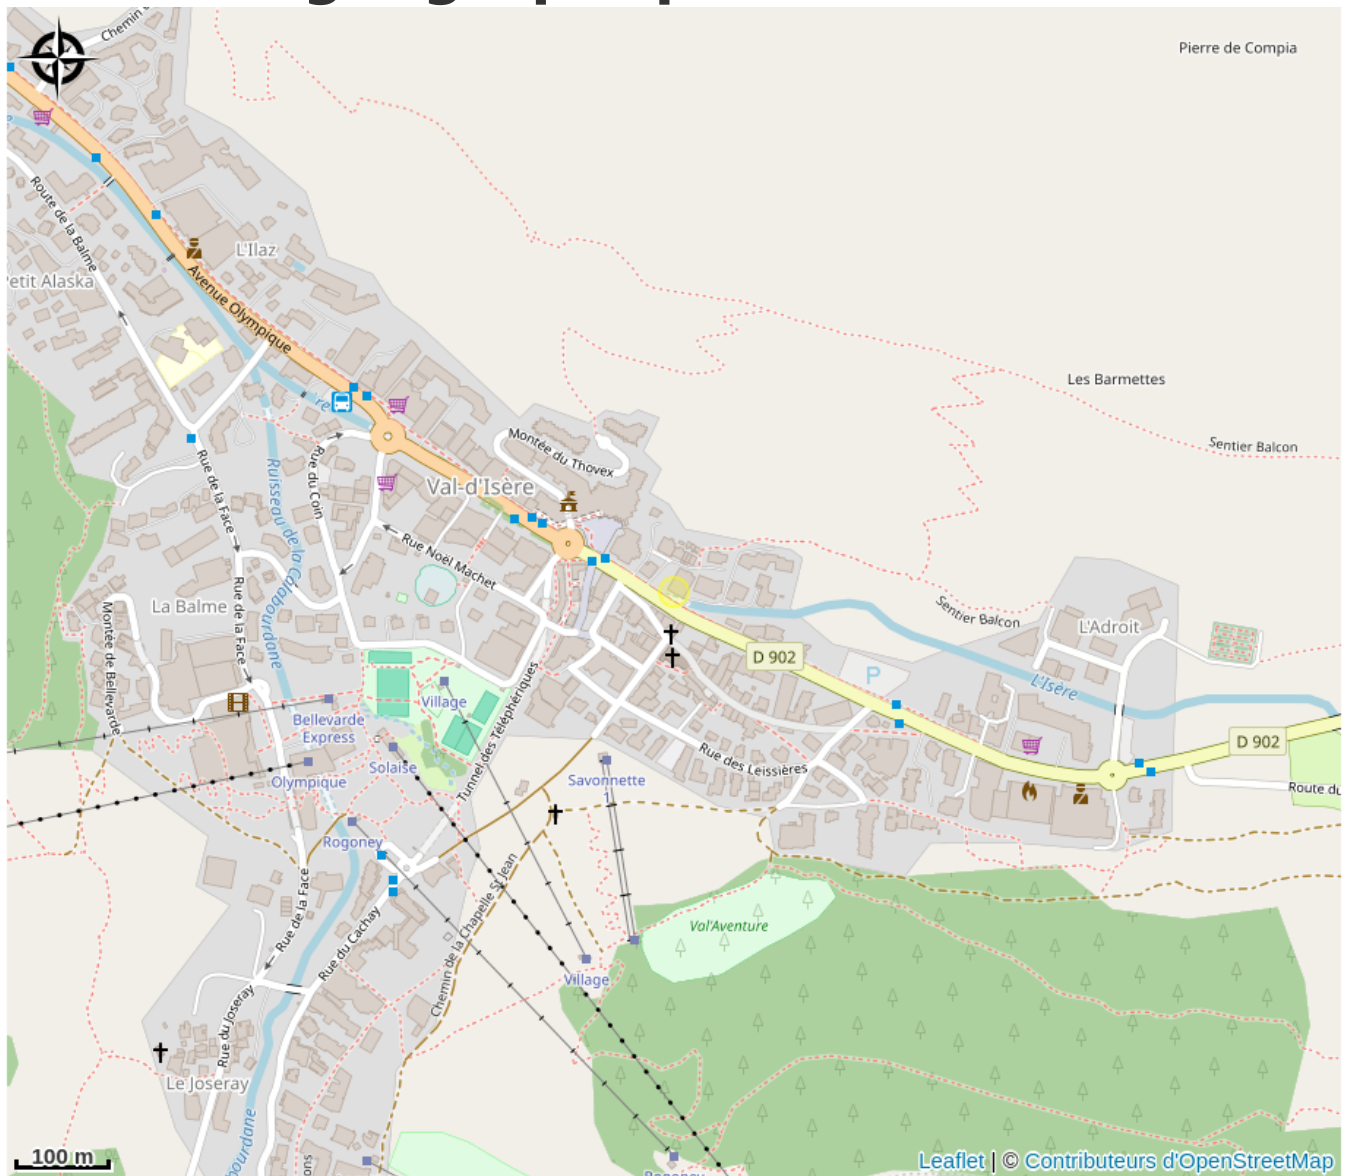 Pierre de Compia
Route de la Balme
L'Ilaz
Petit Alaska
Avenue Olympique
Les Barmettes
Sentier Balcon
Montée du Thovex
Rue du Coin
Val-d'Isère
Rue de la Face
Ruisseau de la Calabourdane
Rue Noël Machet
La Balme
Rue de la Face
Montée de Bellevarde
Sentier Balcon
L'Adroit
D 902
P
L'Isère
Village
Bellevarde
Express
Tunnel des Téléphériques
D 902
Rue des Leissières
Solaise
Olympique
Savonnette
Route du
Rogoney
Rue de la Face
Chemin de la Chapelle St Jean
Val'Aventure
Rue du Cachay
Village
Rue du Joseray
Le Joseray
100 m
Leaflet | © Contributeurs d'OpenStreetMap